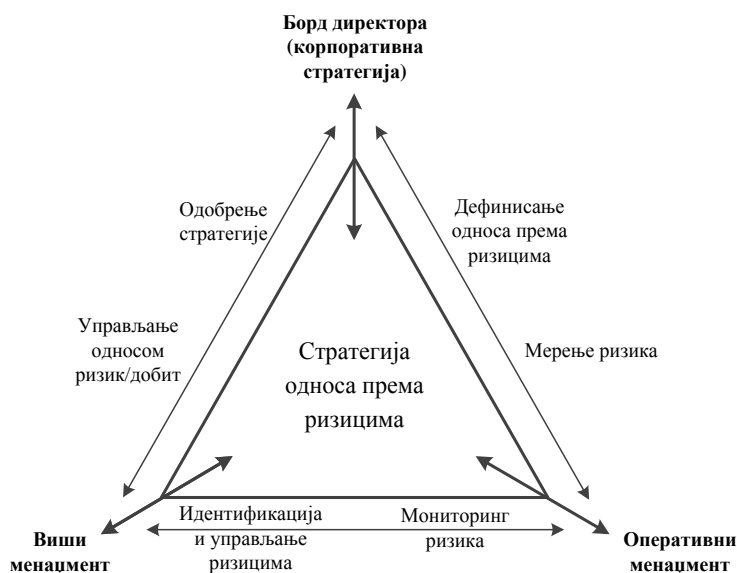 Борд директора
(корпоративна
стратегија)
Одобрење
стратегије
Дефинисање
односа према
ризицима
Управљање
односом
ризик/добит
Стратегија
односа према
ризицима
Мерење ризика
Идентификација
и управљање
ризицима
Мониторинг
ризика
Виши
менаџмент
Оперативни
менаџмент